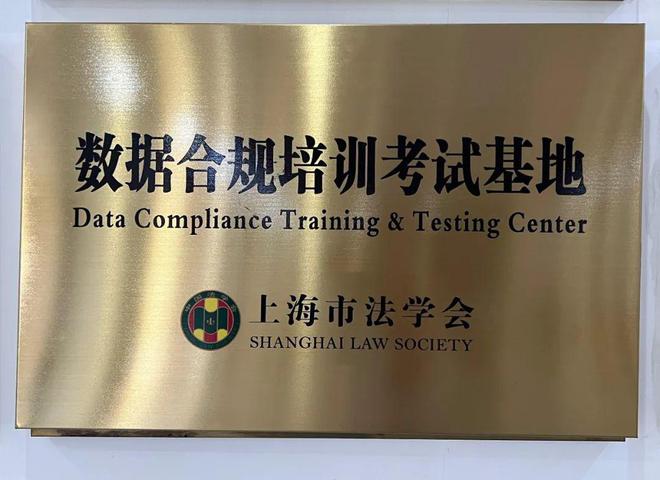 数据合规培训考试基地
Data Compliance Training & Testing Center
上海市法学会
SHANGHAI LAW SOCIETY